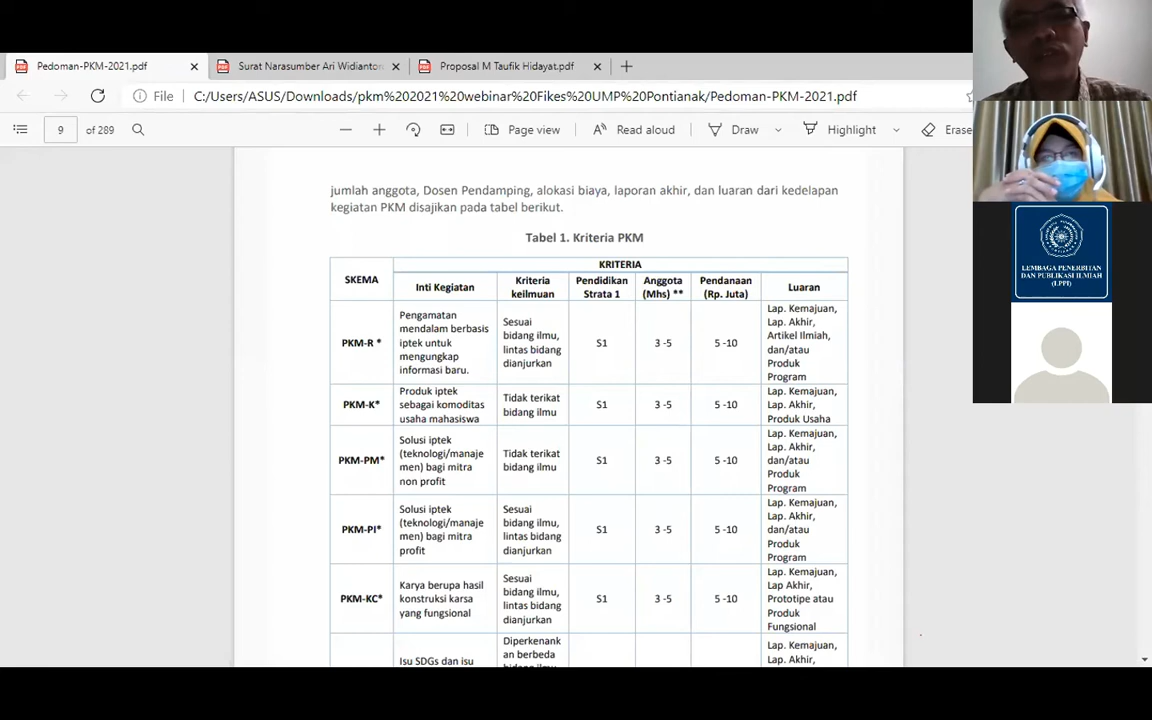 Pedoman-PKM-2021.pdf
Surat Narasumber Ari Widianto
Proposal M Taufik Hidayat.pdf
File
C:/Users/ASUS/Downloads/pkm%202021%20webinar%20Fikes%20UMP%20Pontianak/Pedoman-PKM-2021.pdf
9 of 289
Page view
Read aloud
Draw
Highlight
Erase
jumlah anggota, Dosen Pendamping, alokasi biaya, laporan akhir, dan luaran dari kedelapan
kegiatan PKM disajikan pada tabel berikut.
Tabel 1. Kriteria PKM
SKEMA
KRITERIA
Inti Kegiatan
Kriteria
keilmuan
Pendidikan
Strata 1
Anggota
(Mhs) **
Pendanaan
(Rp. Juta)
Luaran
PKM-R *
Pengamatan
mendalam berbasis
iptek untuk
mengungkap
informasi baru.
Sesuai
bidang ilmu,
lintas bidang
dianjurkan
S1
3 -5
5 -10
Lap. Kemajuan,
Lap. Akhir,
Artikel Ilmiah,
dan/atau
Produk
Program
PKM-K*
Produk iptek
sebagai komoditas
usaha mahasiswa
Tidak terikat
bidang ilmu
S1
3 -5
5 -10
Lap. Kemajuan,
Lap. Akhir,
Produk Usaha
PKM-PM*
Solusi iptek
(teknologi/manaje
men) bagi mitra
non profit
Tidak terikat
bidang ilmu
S1
3 -5
5 -10
Lap. Kemajuan,
Lap. Akhir,
dan/atau
Produk
Program
PKM-PI*
Solusi iptek
(teknologi/manaje
men) bagi mitra
profit
Sesuai
bidang ilmu,
lintas bidang
dianjurkan
S1
3 -5
5 -10
Lap. Kemajuan,
Lap. Akhir,
dan/atau
Produk
Program
PKM-KC*
Karya berupa hasil
konstruksi karsa
yang fungsional
Sesuai
bidang ilmu,
lintas bidang
dianjurkan
S1
3 -5
5 -10
Lap. Kemajuan,
Lap Akhir,
Prototipe atau
Produk
Fungsional
Isu SDGs dan isu
Diperkenank
an berbeda
bidang ilmu
Lap. Kemajuan,
Lap. Akhir,
LEMBAGA PENERBITAN
DAN PUBLIKASI ILMIAH
(LPPI)